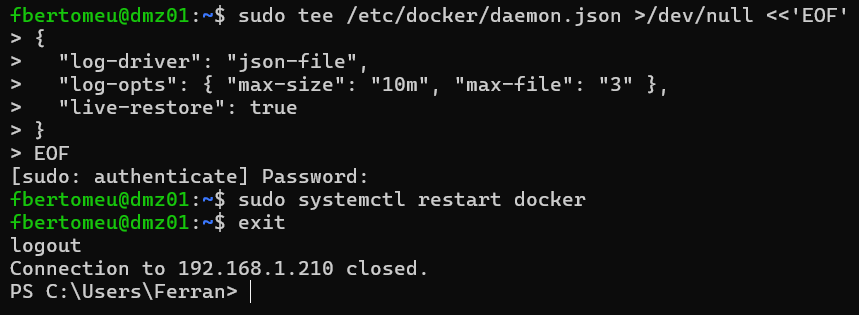 fbertomeu@dmz01:~$ sudo tee /etc/docker/daemon.json >/dev/null <<'EOF'
> {
>   "log-driver": "json-file",
>   "log-opts": { "max-size": "10m", "max-file": "3" },
>   "live-restore": true
> }
> EOF
[sudo: authenticate] Password:
fbertomeu@dmz01:~$ sudo systemctl restart docker
fbertomeu@dmz01:~$ exit
logout
Connection to 192.168.1.210 closed.
PS C:\Users\Ferran>